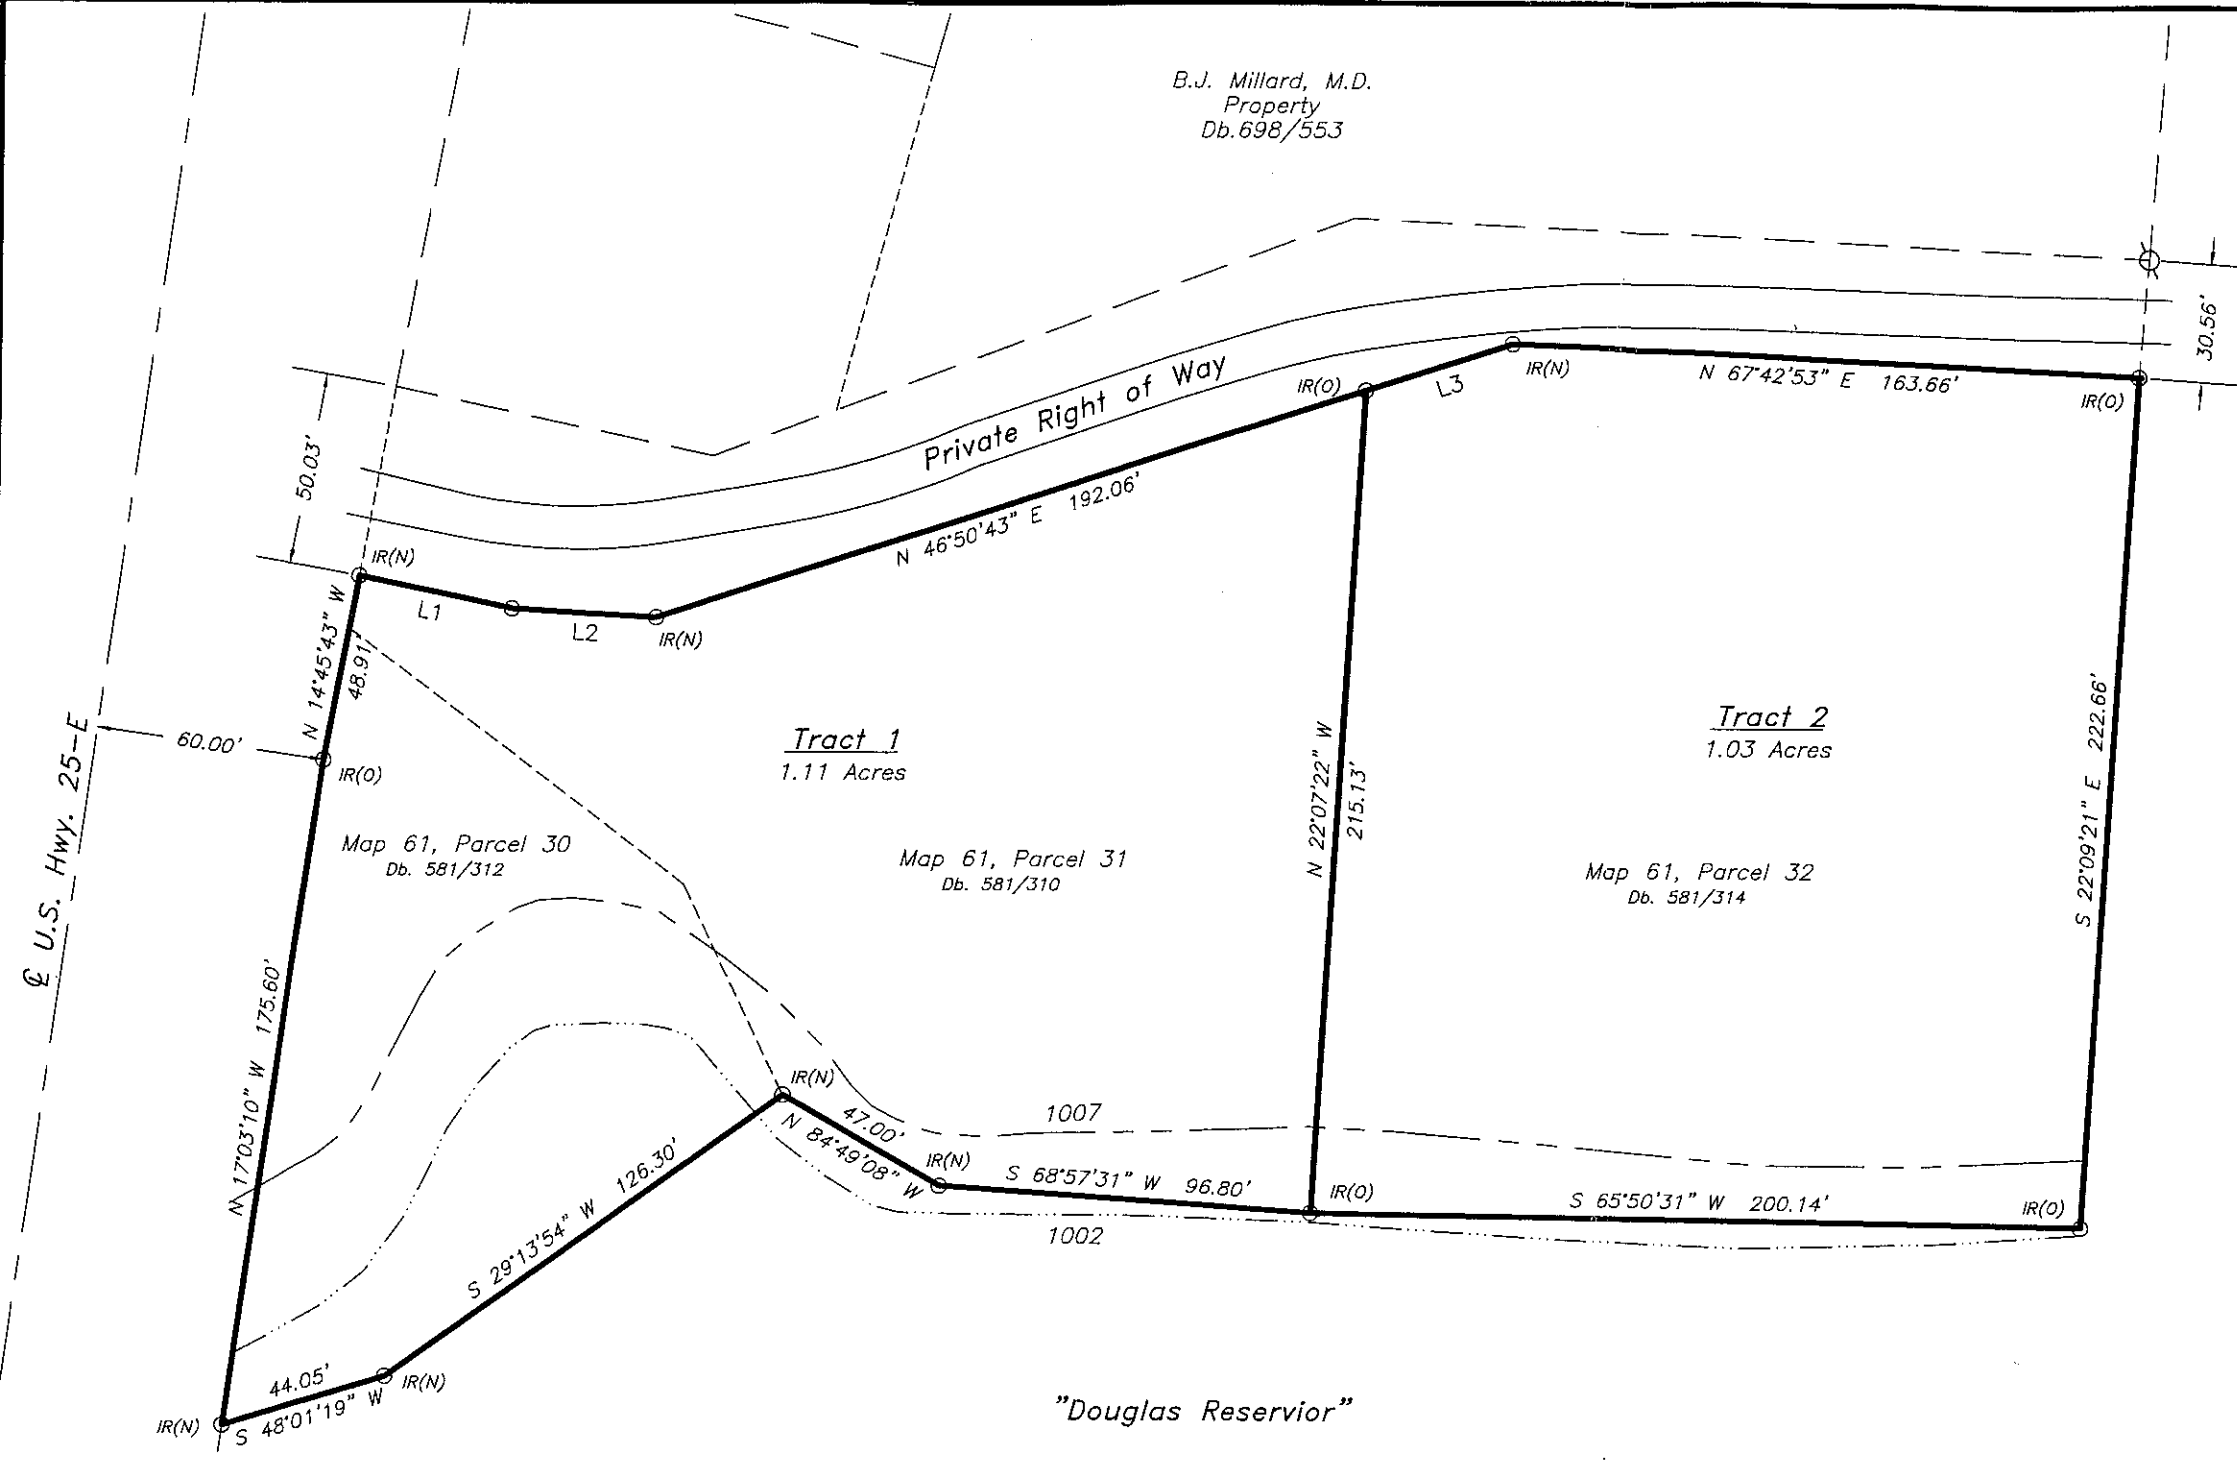 B.J. Millard, M.D.
Property
Db.698/553
30.56'
Private Right of Way
50.03'
IR(N)
L1
L2
IR(N)
N 46°50'43" E 192.06'
IR(O)
L3
IR(N)
N 67°42'53" E 163.66'
IR(O)
N 14°45'43" W
48.91'
60.00'
IR(O)
℄ U.S. Hwy. 25-E
Tract 1
1.11 Acres
Tract 2
1.03 Acres
N 22°07'22" W
215.13'
S 22°09'21" E 222.66'
Map 61, Parcel 30
Db. 581/312
Map 61, Parcel 31
Db. 581/310
Map 61, Parcel 32
Db. 581/314
N 17°03'10" W 175.60'
IR(N)
47.00'
N 84°49'08" W
1007
IR(N)
S 68°57'31" W 96.80'
IR(O)
S 65°50'31" W 200.14'
IR(O)
1002
S 29°13'54" W 126.30'
44.05'
S 48°01'19" W
IR(N)
IR(N)
"Douglas Reservior"